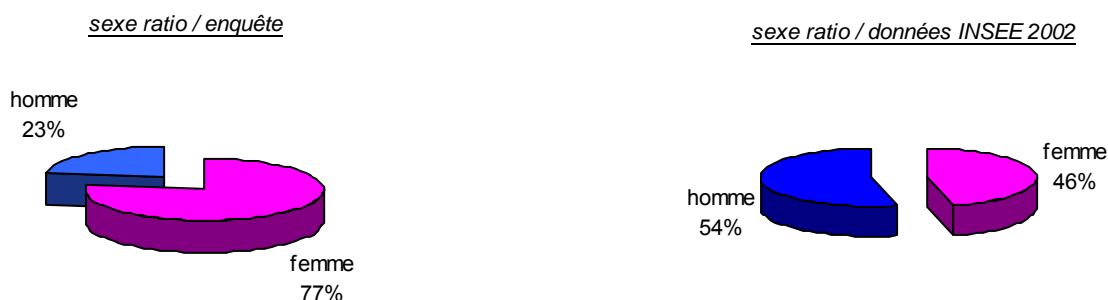 sexe ratio / enquête
homme
23%
femme
77%
sexe ratio / données INSEE 2002
homme
54%
femme
46%